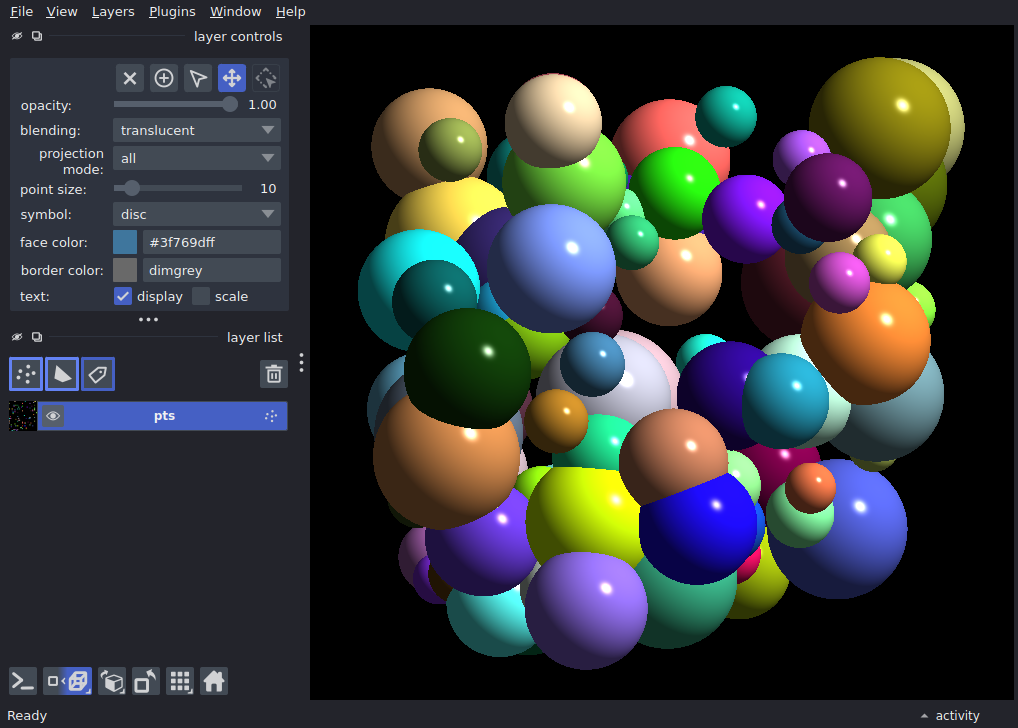 File View Layers Plugins Window Help
layer controls
opacity: 1.00
blending: translucent
projection mode: all
point size: 10
symbol: disc
face color: #3f769dff
border color: dimgrey
text: display scale
layer list
pts
Ready activity